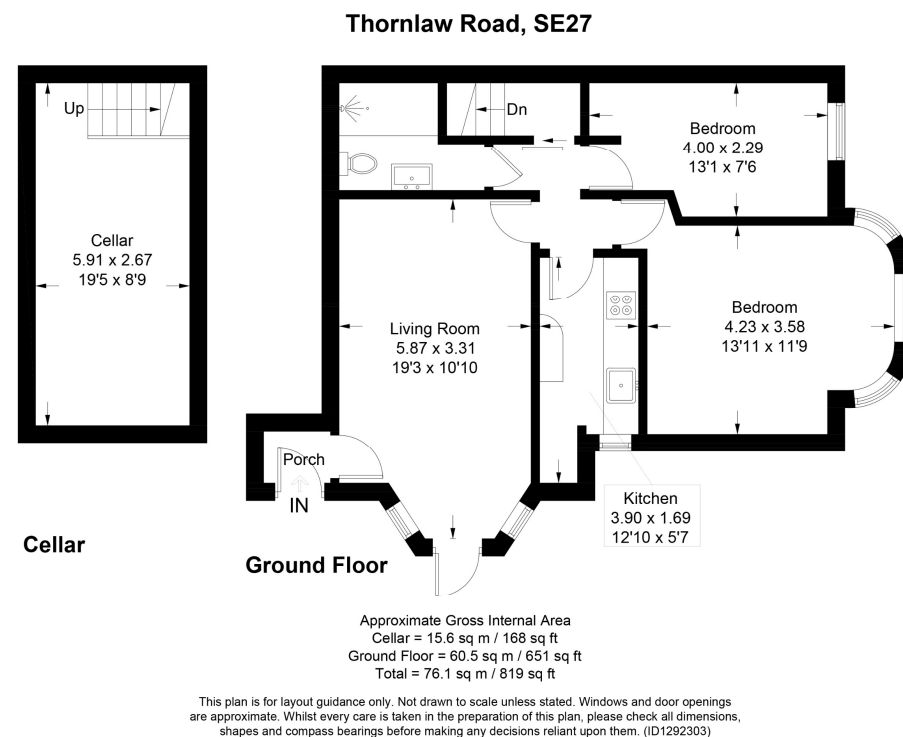 Thornlaw Road, SE27
Up
Dn
Bedroom
4.00 x 2.29
13'1 x 7'6
Cellar
5.91 x 2.67
19'5 x 8'9
Living Room
5.87 x 3.31
19'3 x 10'10
Bedroom
4.23 x 3.58
13'11 x 11'9
Porch
IN
Kitchen
3.90 x 1.69
12'10 x 5'7
Cellar
Ground Floor
Approximate Gross Internal Area
Cellar = 15.6 sq m / 168 sq ft
Ground Floor = 60.5 sq m / 651 sq ft
Total = 76.1 sq m / 819 sq ft
This plan is for layout guidance only. Not drawn to scale unless stated. Windows and door openings
are approximate. Whilst every care is taken in the preparation of this plan, please check all dimensions,
shapes and compass bearings before making any decisions reliant upon them. (ID1292303)